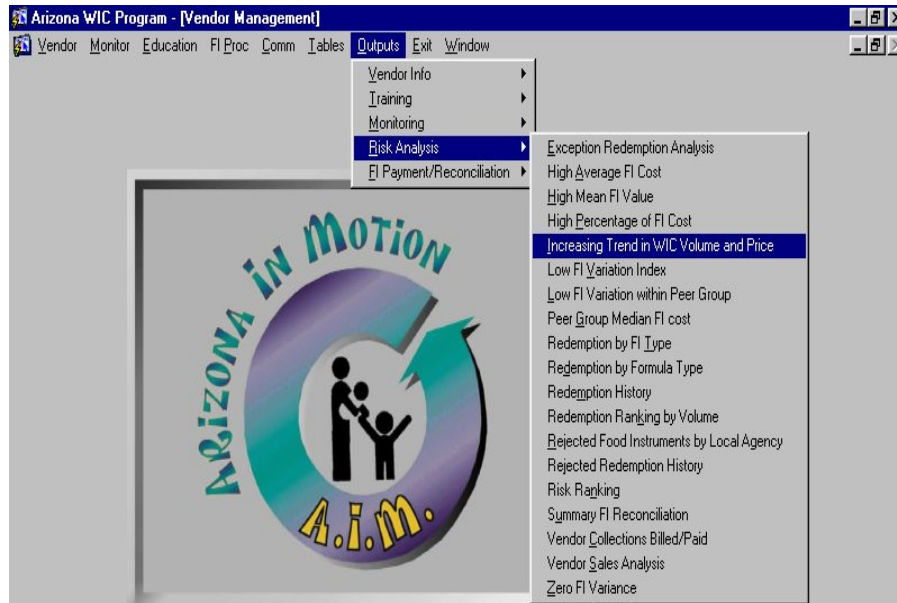 Arizona WIC Program - [Vendor Management]
Vendor Monitor Education FI Proc Comm Tables Outputs Exit Window
Vendor Info
Training
Monitoring
Risk Analysis
FI Payment/Reconciliation
Exception Redemption Analysis
High Average FI Cost
High Mean FI Value
High Percentage of FI Cost
Increasing Trend in WIC Volume and Price
Low FI Variation Index
Low FI Variation within Peer Group
Peer Group Median FI cost
Redemption by FI Type
Redemption by Formula Type
Redemption History
Redemption Ranking by Volume
Rejected Food Instruments by Local Agency
Rejected Redemption History
Risk Ranking
Summary FI Reconciliation
Vendor Collections Billed/Paid
Vendor Sales Analysis
Zero FI Variance
ARiZONA iN MOTiON
A.i.M.